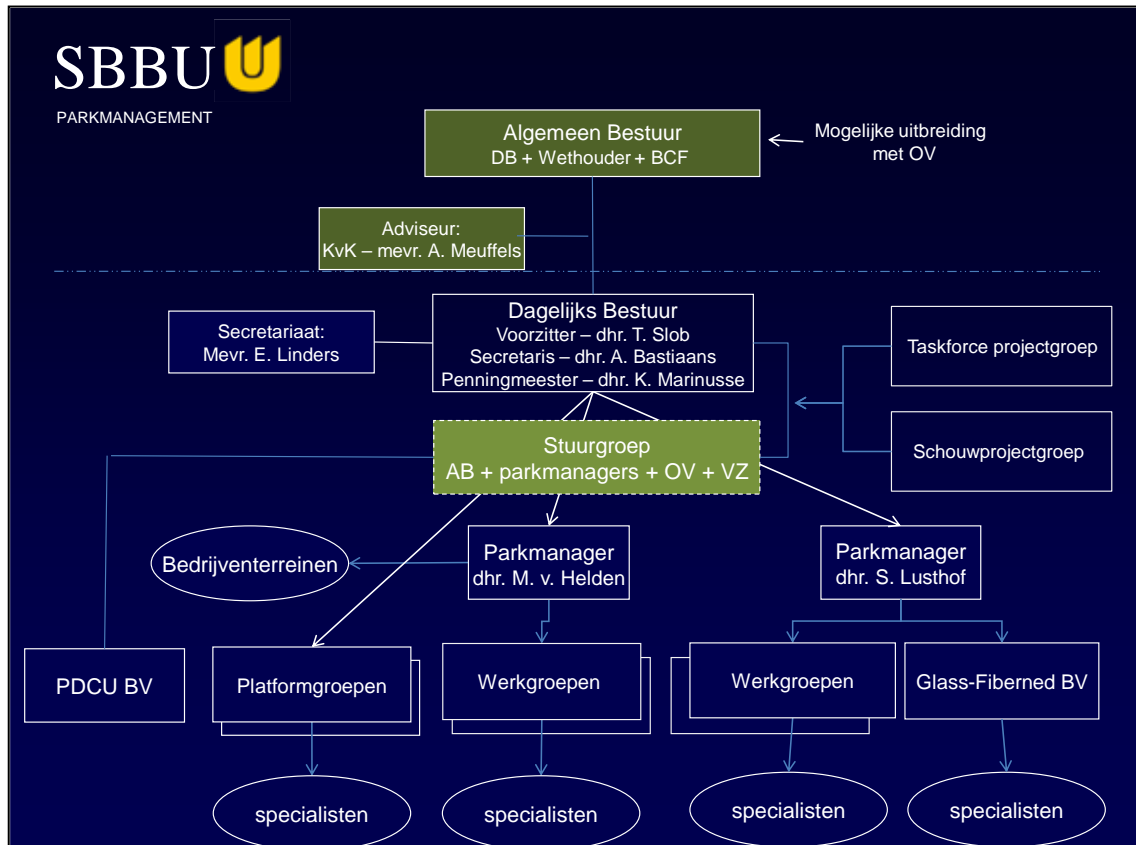 SBBU
PARKMANAGEMENT
Algemeen Bestuur
DB + Wethouder + BCF
Mogelijke uitbreiding
met OV
Adviseur:
KvK – mevr. A. Meuffels
Secretariaat:
Mevr. E. Linders
Dagelijks Bestuur
Voorzitter – dhr. T. Slob
Secretaris – dhr. A. Bastiaans
Penningmeester – dhr. K. Marinusse
Taskforce projectgroep
Schouwprojectgroep
Stuurgroep
AB + parkmanagers + OV + VZ
Bedrijventerreinen
Parkmanager
dhr. M. v. Helden
Parkmanager
dhr. S. Lusthof
PDCU BV
Platformgroepen
Werkgroepen
Werkgroepen
Glass-Fiberned BV
specialisten
specialisten
specialisten
specialisten